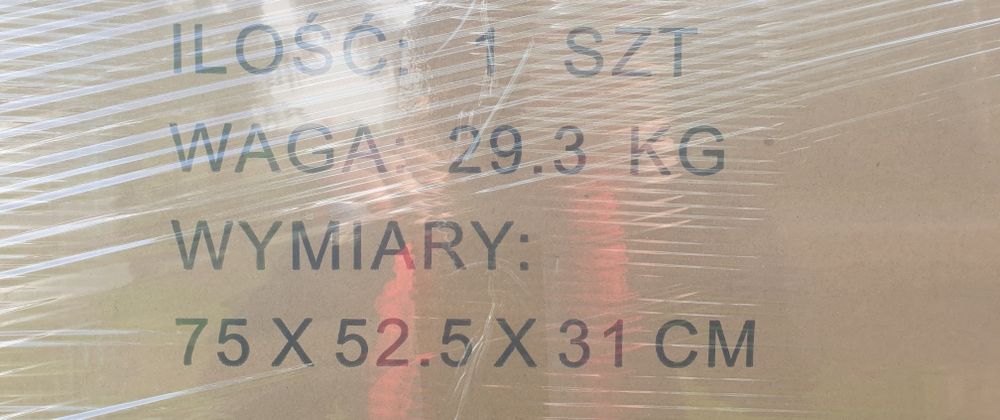 ILOŚĆ: 1 SZT
WAGA: 29.3 KG
WYMIARY:
75 X 52.5 X 31 CM